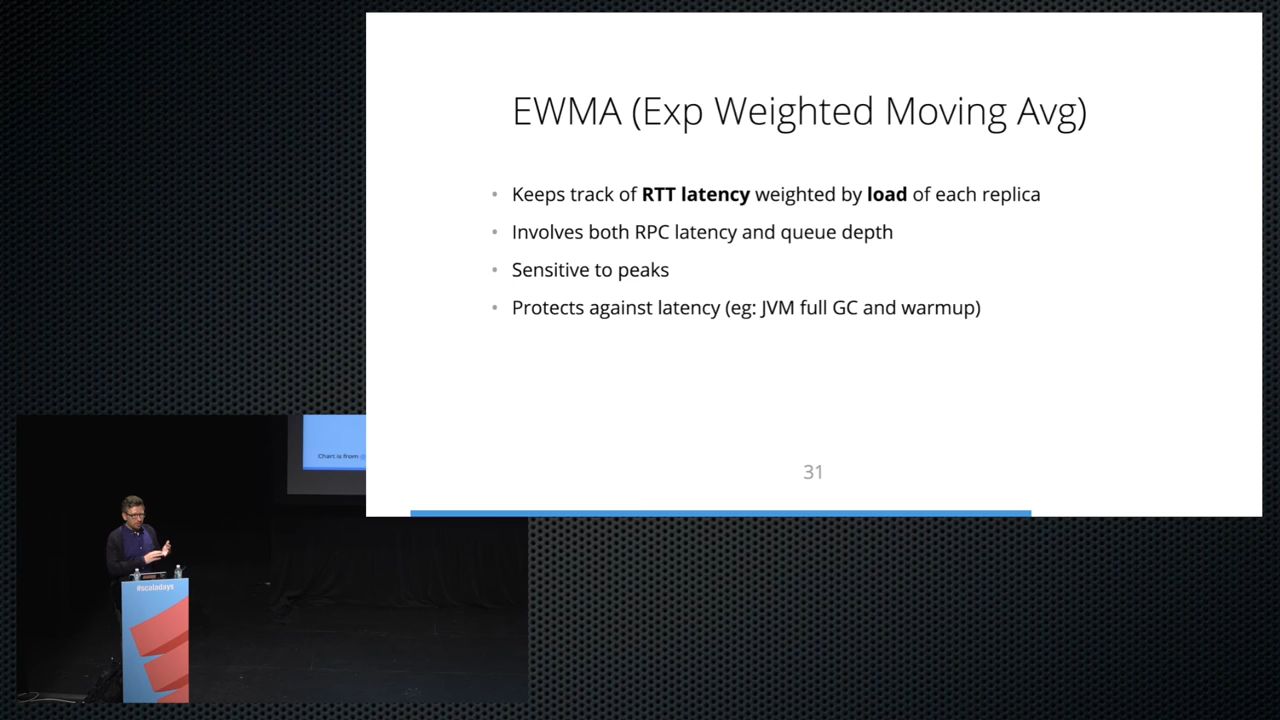 EWMA (Exp Weighted Moving Avg)
• Keeps track of RTT latency weighted by load of each replica
• Involves both RPC latency and queue depth
• Sensitive to peaks
• Protects against latency (eg: JVM full GC and warmup)
31
Chart is from
#scaladays